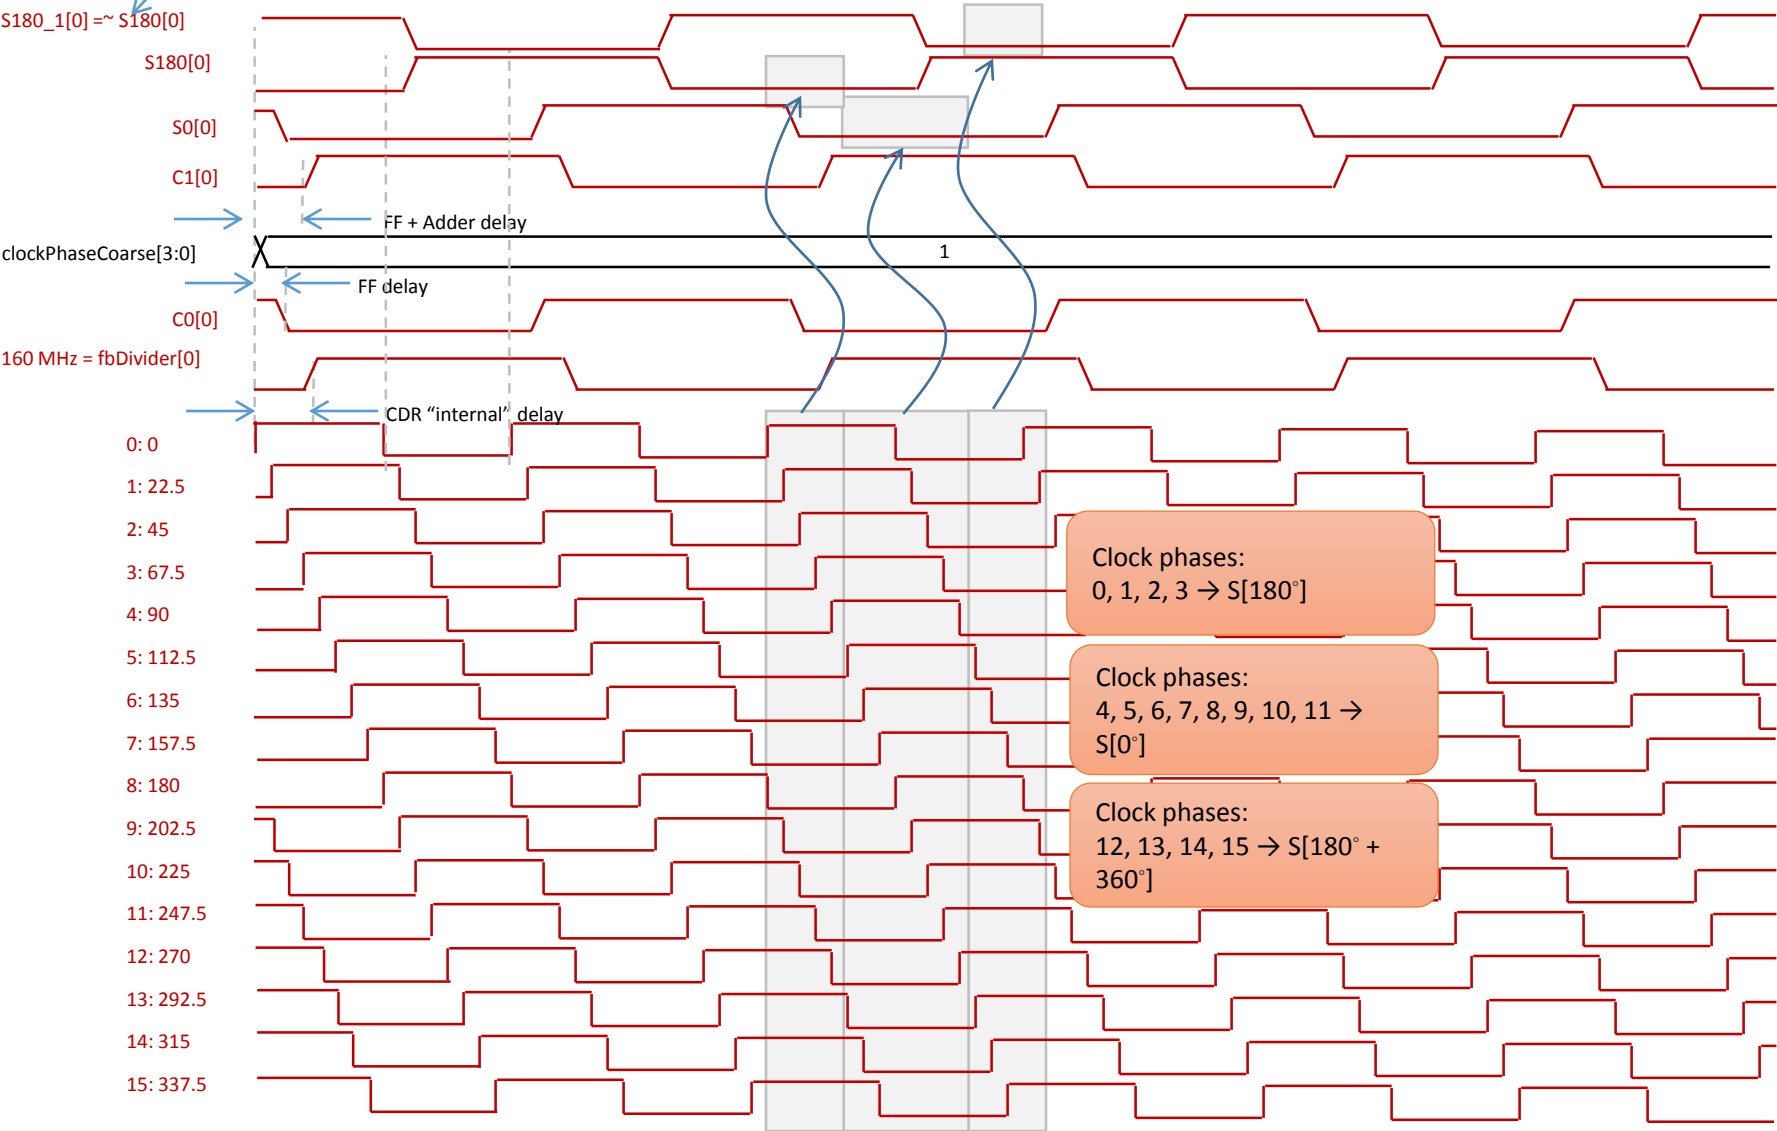 S180_1[0] =~ S180[0]
S180[0]
S0[0]
C1[0]
FF + Adder delay
clockPhaseCoarse[3:0]
1
FF delay
C0[0]
160 MHz = fbDivider[0]
CDR “internal” delay
0: 0
1: 22.5
2: 45
3: 67.5
4: 90
5: 112.5
6: 135
7: 157.5
8: 180
9: 202.5
10: 225
11: 247.5
12: 270
13: 292.5
14: 315
15: 337.5
Clock phases:
0, 1, 2, 3 → S[180°]
Clock phases:
4, 5, 6, 7, 8, 9, 10, 11 →
S[0°]
Clock phases:
12, 13, 14, 15 → S[180° +
360°]